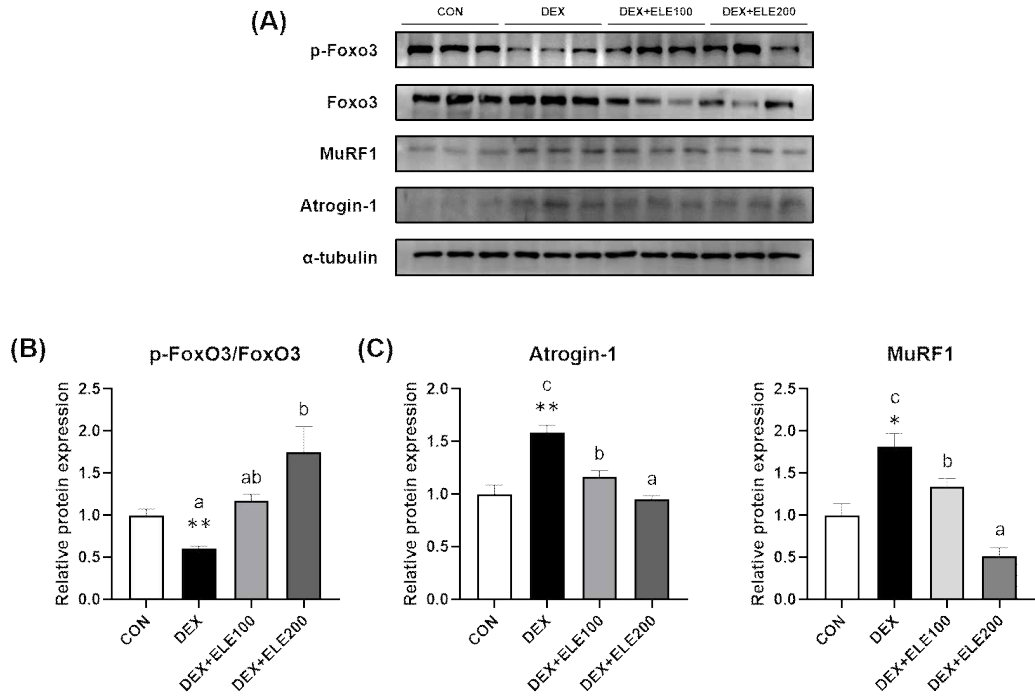 (A)
CON DEX DEX+ELE100 DEX+ELE200
p-Foxo3
Foxo3
MuRF1
Atrogin-1
α-tubulin
(B)
p-FoxO3/FoxO3
Relative protein expression
2.5
2.0
1.5
1.0
0.5
0.0
a
**
ab
b
CON
DEX
DEX+ELE100
DEX+ELE200
(C)
Atrogin-1
Relative protein expression
2.0
1.5
1.0
0.5
0.0
c
**
b
a
CON
DEX
DEX+ELE100
DEX+ELE200
MuRF1
Relative protein expression
2.5
2.0
1.5
1.0
0.5
0.0
c
*
b
a
CON
DEX
DEX+ELE100
DEX+ELE200